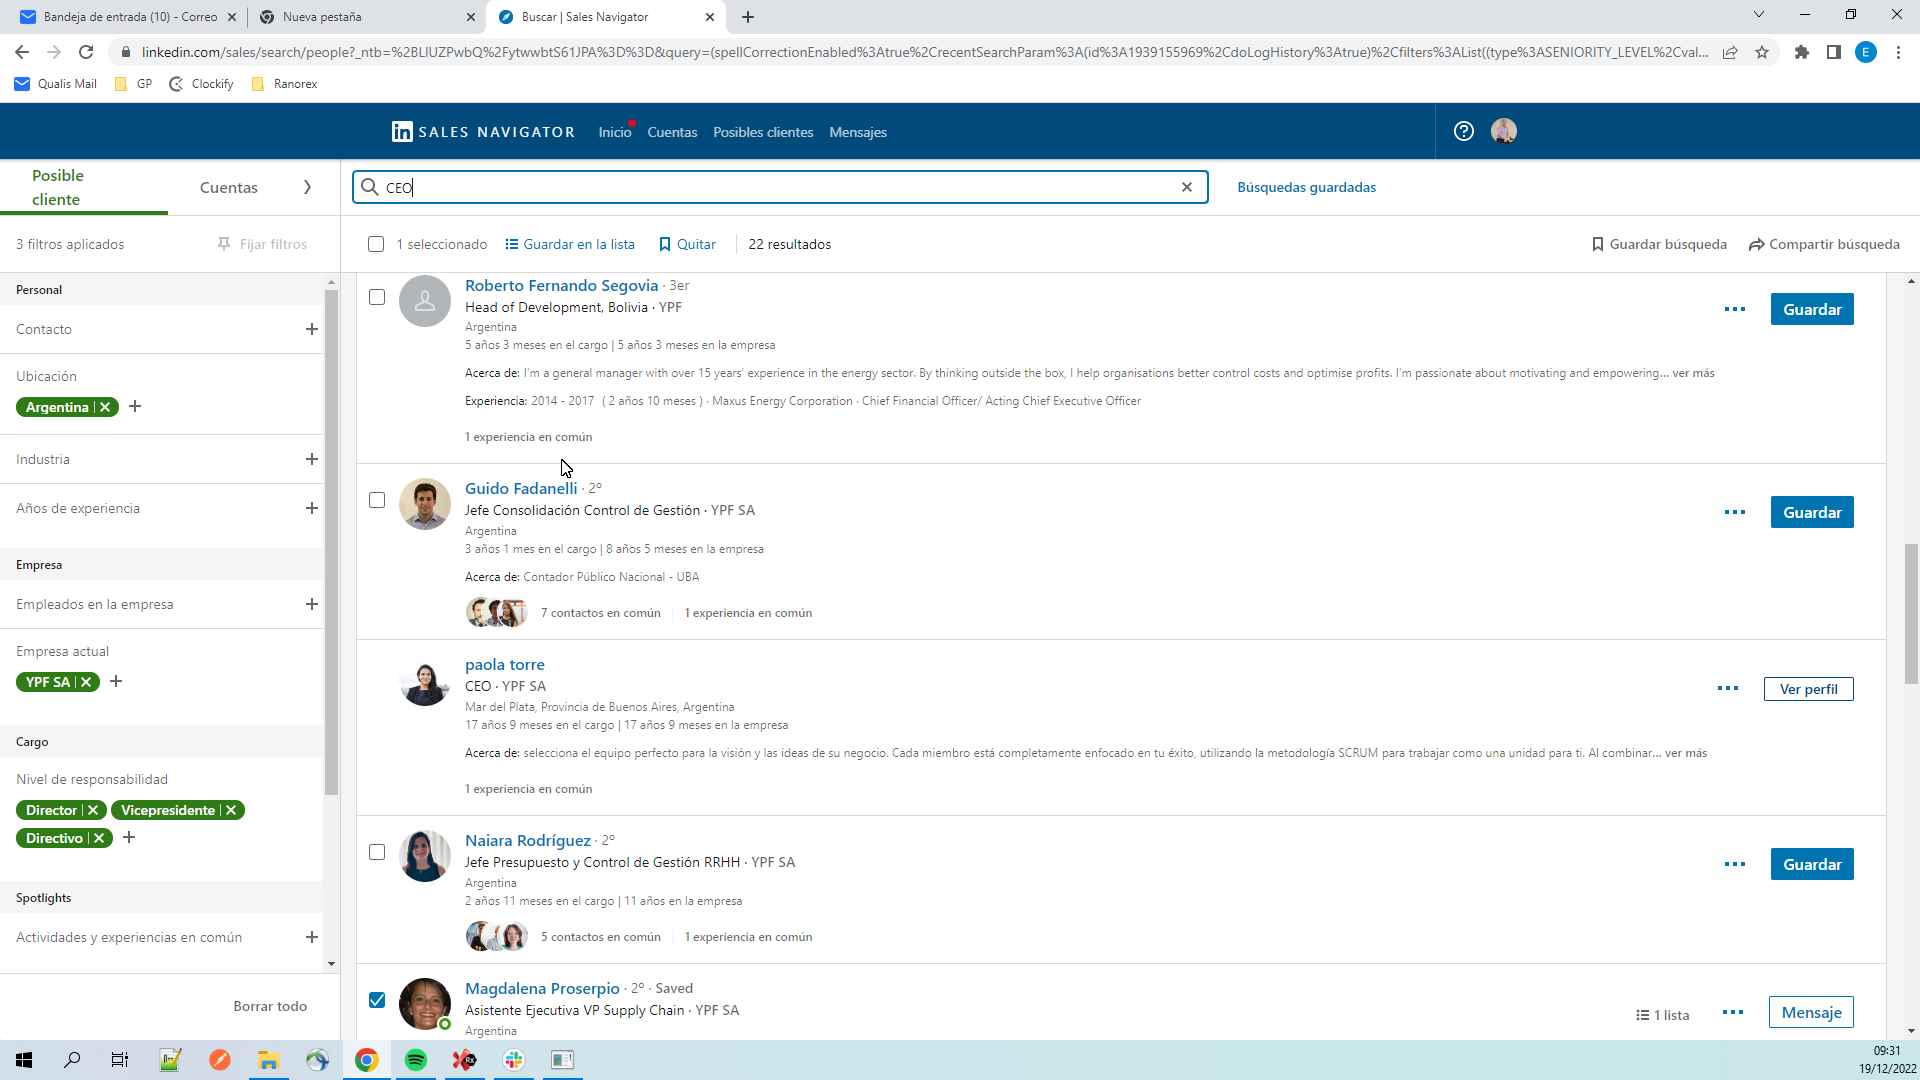 Bandeja de entrada (10) - Correo
Nueva pestaña
Buscar | Sales Navigator
linkedin.com/sales/search/people?_ntb=%2BLlUZPwbQ%2FytwwbtS61JPA%3D%3D&query=(spellCorrectionEnabled%3Atrue%2CrecentSearchParam%3A(id%3A1939155969%2CdoLogHistory%3Atrue)%2Cfilters%3AList((type%3ASENIORITY_LEVEL%2Cval...
E
Qualis Mail
GP
Clockify
Ranorex
in SALES NAVIGATOR
Inicio
Cuentas
Posibles clientes
Mensajes
Posible cliente
Cuentas
CEO
Búsquedas guardadas
3 filtros aplicados
Fijar filtros
1 seleccionado
Guardar en la lista
Quitar
22 resultados
Guardar búsqueda
Compartir búsqueda
Personal
Contacto
Ubicación
Argentina
Industria
Años de experiencia
Empresa
Empleados en la empresa
Empresa actual
YPF SA
Cargo
Nivel de responsabilidad
Director
Vicepresidente
Directivo
Spotlights
Actividades y experiencias en común
Borrar todo
Roberto Fernando Segovia · 3er
Head of Development, Bolivia · YPF
Argentina
5 años 3 meses en el cargo | 5 años 3 meses en la empresa
Acerca de: I'm a general manager with over 15 years' experience in the energy sector. By thinking outside the box, I help organisations better control costs and optimise profits. I'm passionate about motivating and empowering... ver más
Experiencia: 2014 - 2017 ( 2 años 10 meses ) · Maxus Energy Corporation · Chief Financial Officer/ Acting Chief Executive Officer
1 experiencia en común
Guardar
Guido Fadanelli · 2º
Jefe Consolidación Control de Gestión · YPF SA
Argentina
3 años 1 mes en el cargo | 8 años 5 meses en la empresa
Acerca de: Contador Público Nacional - UBA
7 contactos en común
1 experiencia en común
Guardar
paola torre
CEO · YPF SA
Mar del Plata, Provincia de Buenos Aires, Argentina
17 años 9 meses en el cargo | 17 años 9 meses en la empresa
Acerca de: selecciona el equipo perfecto para la visión y las ideas de su negocio. Cada miembro está completamente enfocado en tu éxito, utilizando la metodología SCRUM para trabajar como una unidad para ti. Al combinar... ver más
1 experiencia en común
Ver perfil
Naiara Rodríguez · 2º
Jefe Presupuesto y Control de Gestión RRHH · YPF SA
Argentina
2 años 11 meses en el cargo | 11 años en la empresa
5 contactos en común
1 experiencia en común
Guardar
Magdalena Proserpio · 2º · Saved
Asistente Ejecutiva VP Supply Chain · YPF SA
Argentina
1 lista
Mensaje
09:31
19/12/2022